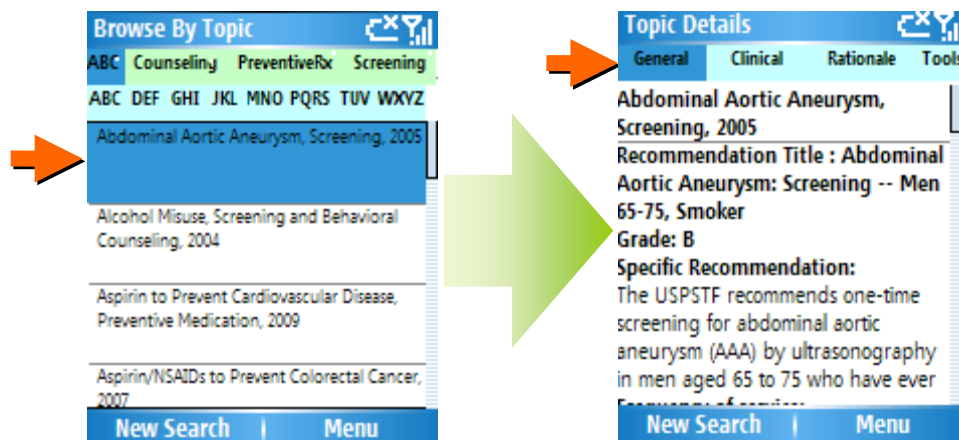 Browse By Topic
ABC Counseling PreventiveRx Screening
ABC DEF GHI JKL MNO PQRS TUV WXYZ
Abdominal Aortic Aneurysm, Screening, 2005
Alcohol Misuse, Screening and Behavioral
Counseling, 2004
Aspirin to Prevent Cardiovascular Disease,
Preventive Medication, 2009
Aspirin/NSAIDs to Prevent Colorectal Cancer,
2007
New Search Menu
Topic Details
General Clinical Rationale Tools
Abdominal Aortic Aneurysm,
Screening, 2005
Recommendation Title : Abdominal
Aortic Aneurysm: Screening -- Men
65-75, Smoker
Grade: B
Specific Recommendation:
The USPSTF recommends one-time
screening for abdominal aortic
aneurysm (AAA) by ultrasonography
in men aged 65 to 75 who have ever
Frequency of service:
New Search Menu